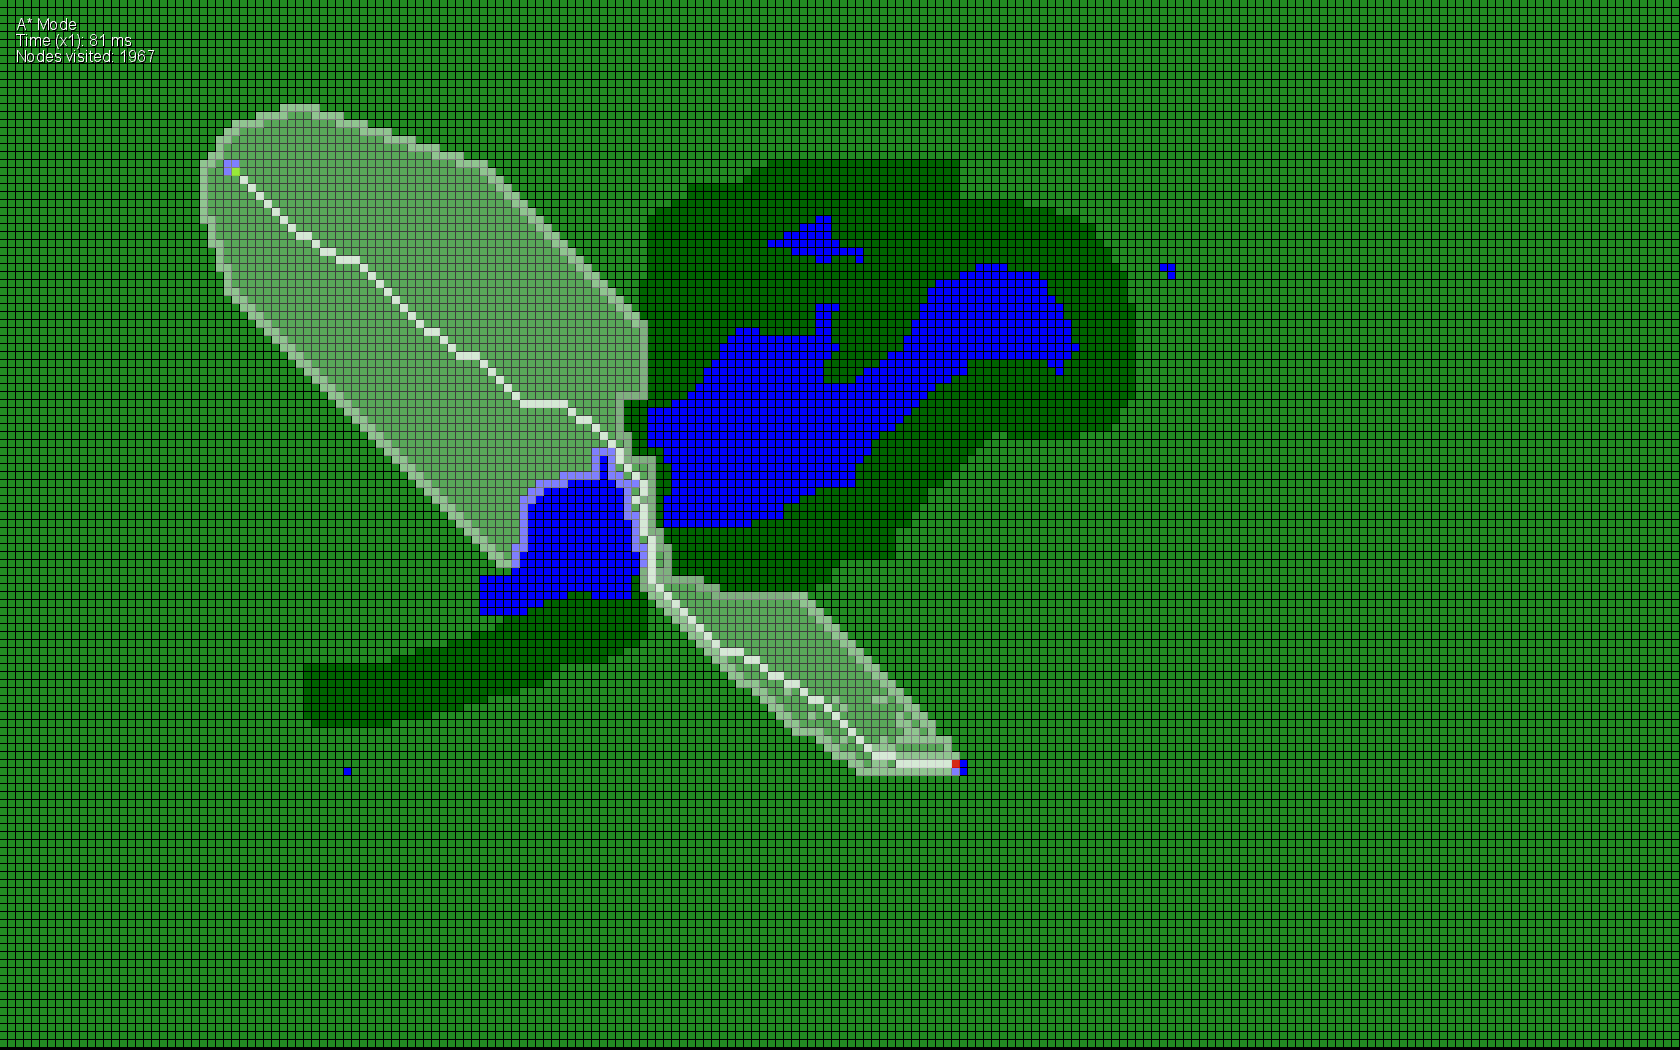 A* Mode
Time (x1): 81 ms
Nodes visited: 1967